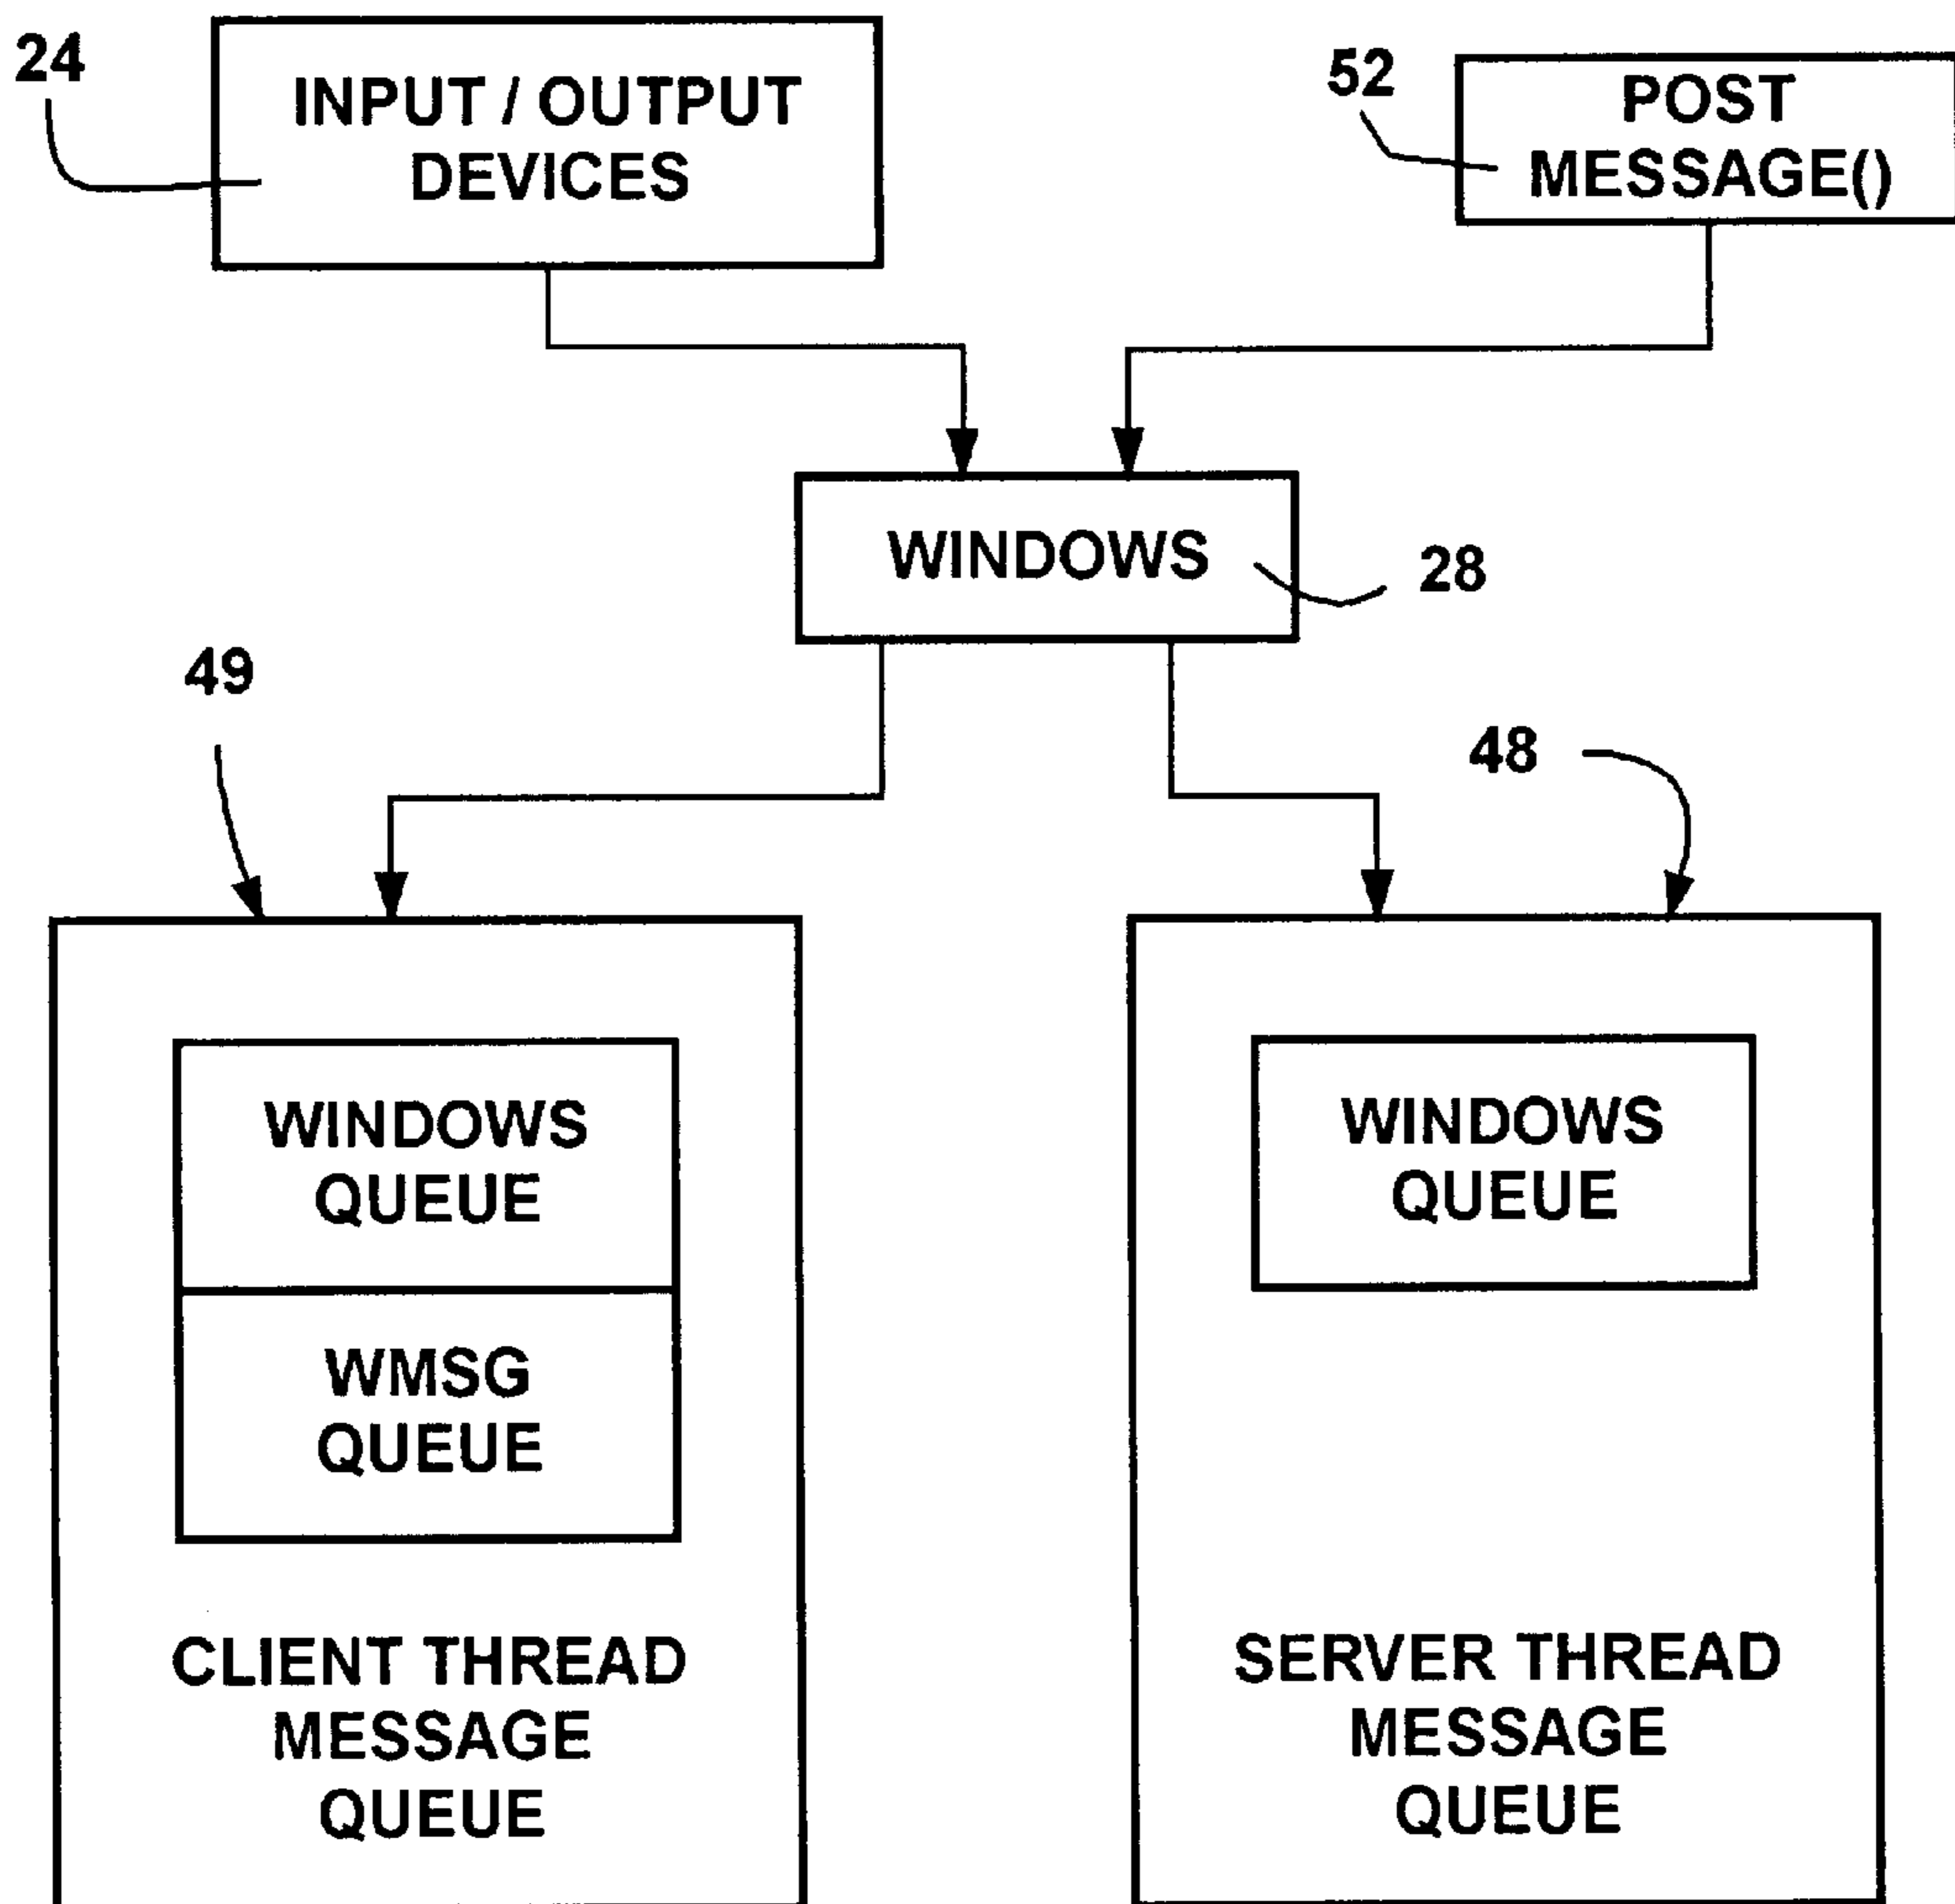 24
INPUT / OUTPUT
DEVICES
52
POST
MESSAGE()
WINDOWS
28
49
48
WINDOWS
QUEUE
WMSG
QUEUE
CLIENT THREAD
MESSAGE
QUEUE
WINDOWS
QUEUE
SERVER THREAD
MESSAGE
QUEUE